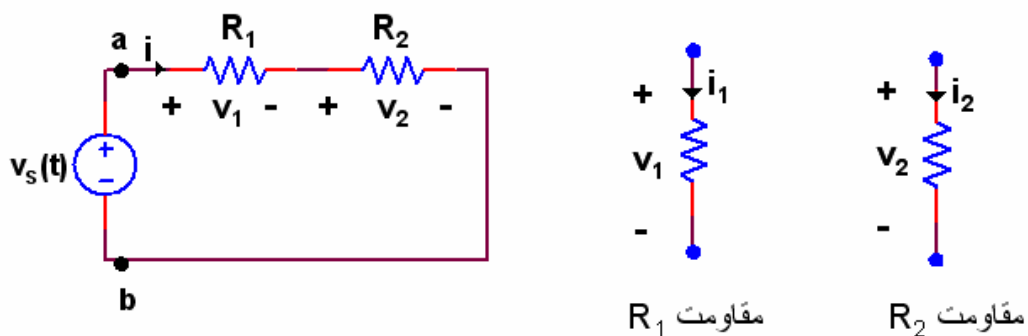 a i R₁ R₂
+ v₁ - + v₂ -
vₛ(t) + −
b
+ i₁
v₁
-
مقاومت R₁
+ i₂
v₂
-
مقاومت R₂